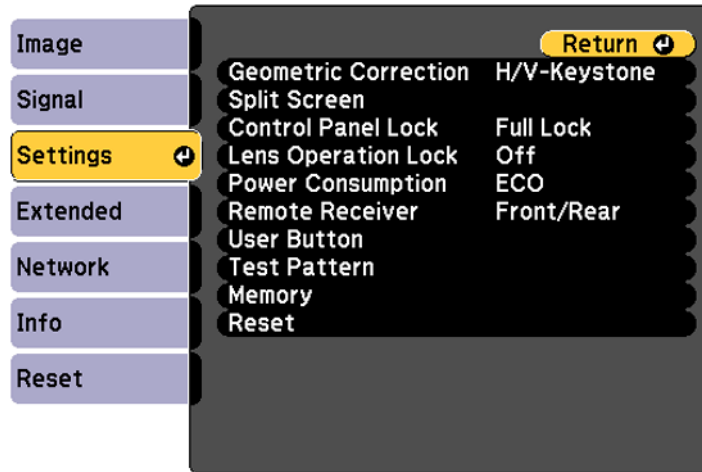 Image
Signal
Settings
Extended
Network
Info
Reset
Return
Geometric Correction H/V-Keystone
Split Screen
Control Panel Lock Full Lock
Lens Operation Lock Off
Power Consumption ECO
Remote Receiver Front/Rear
User Button
Test Pattern
Memory
Reset